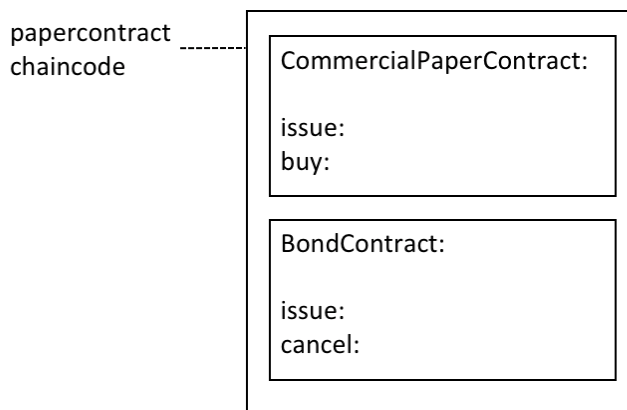 papercontract
chaincode
CommercialPaperContract:
issue:
buy:
BondContract:
issue:
cancel: